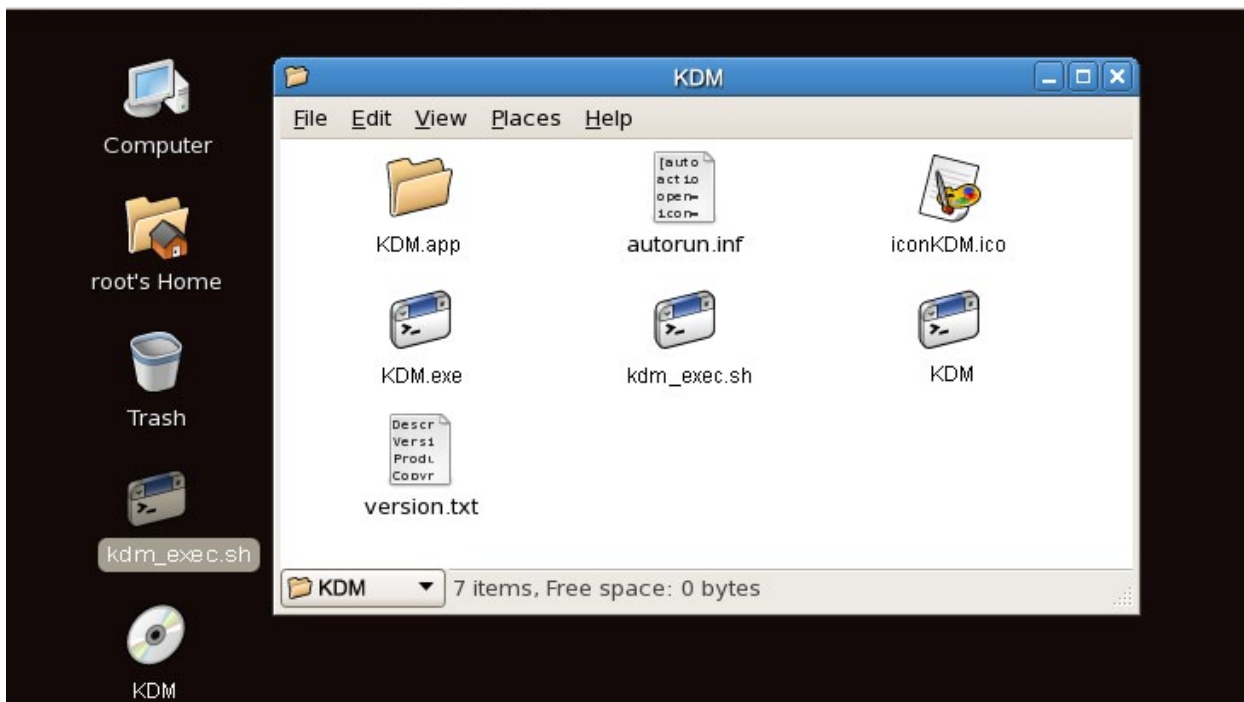 KDM
File Edit View Places Help
Computer
root's Home
Trash
kdm_exec.sh
KDM
[auto
actio
open=
icon=
KDM.app autorun.inf iconKDM.ico
KDM.exe kdm_exec.sh KDM
Descr
Versi
Produ
Copyr
version.txt
KDM 7 items, Free space: 0 bytes